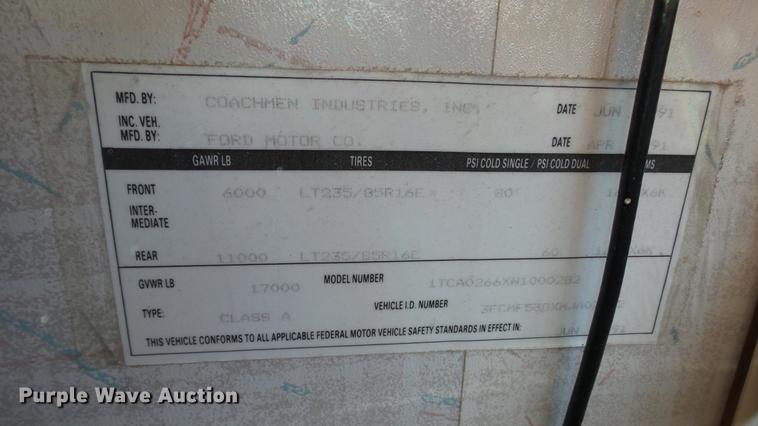 MFD. BY: COACHMEN INDUSTRIES, INC. DATE JUN 91
INC. VEH.
MFD. BY: FORD MOTOR CO. DATE APR 91
GAWR LB TIRES PSI COLD SINGLE / PSI COLD DUAL
FRONT 6000 LT235/85R16E 80
INTER-
MEDIATE
REAR 11000 LT235/85R16E 60
GVWR LB 17000 MODEL NUMBER
TYPE: CLASS A VEHICLE I.D. NUMBER
THIS VEHICLE CONFORMS TO ALL APPLICABLE FEDERAL MOTOR VEHICLE SAFETY STANDARDS IN EFFECT IN: JUN 91
Purple Wave Auction